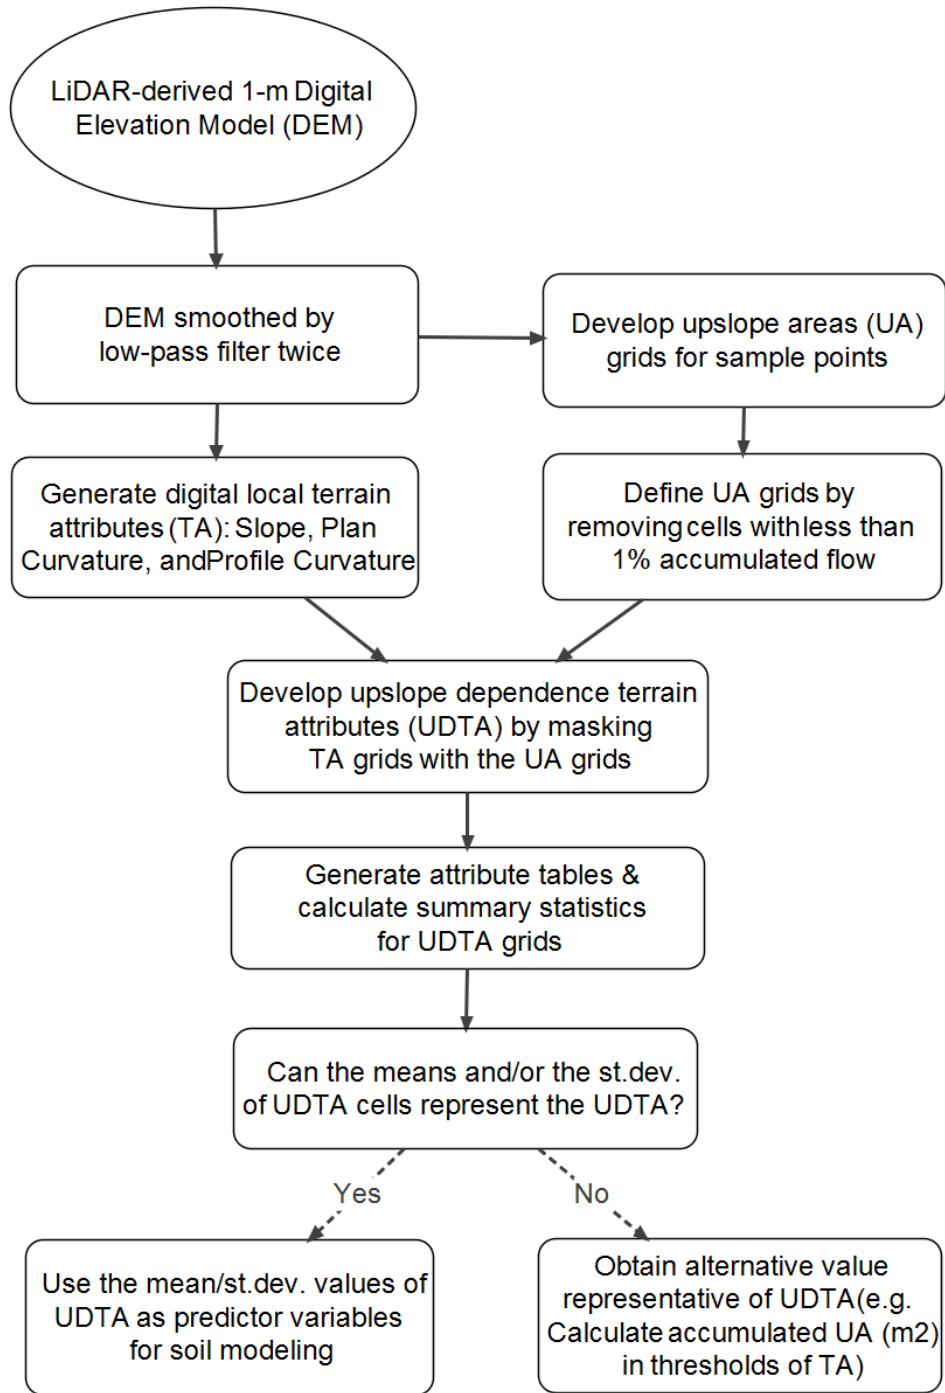 LiDAR-derived 1-m Digital
Elevation Model (DEM)
DEM smoothed by
low-pass filter twice
Develop upslope areas (UA)
grids for sample points
Generate digital local terrain
attributes (TA): Slope, Plan
Curvature, andProfile Curvature
Define UA grids by
removing cells with less than
1% accumulated flow
Develop upslope dependence terrain
attributes (UDTA) by masking
TA grids with the UA grids
Generate attribute tables &
calculate summary statistics
for UDTA grids
Can the means and/or the st.dev.
of UDTA cells represent the UDTA?
Yes
No
Use the mean/st.dev. values of
UDTA as predictor variables
for soil modeling
Obtain alternative value
representative of UDTA(e.g.
Calculate accumulated UA (m2)
in thresholds of TA)